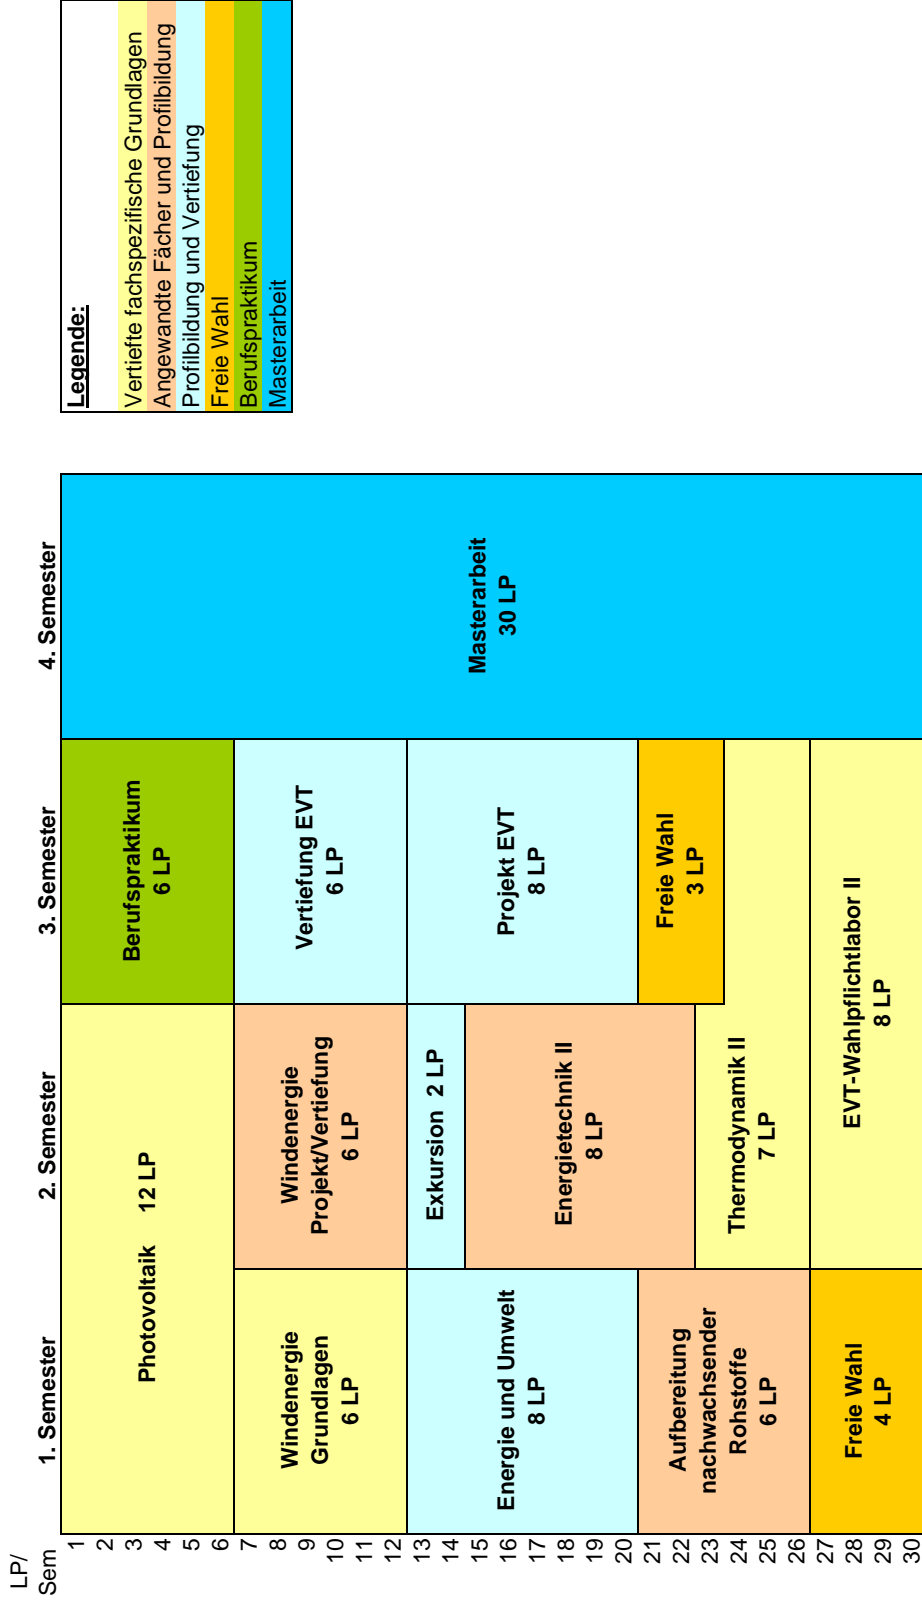 LP/
Sem
1. Semester
2. Semester
3. Semester
4. Semester
1
2
3
4
5
6
7
8
9
10
11
12
13
14
15
16
17
18
19
20
21
22
23
24
25
26
27
28
29
30
Photovoltaik 12 LP
Berufspraktikum
6 LP
Windenergie
Grundlagen
6 LP
Windenergie
Projekt/Vertiefung
6 LP
Vertiefung EVT
6 LP
Energie und Umwelt
8 LP
Exkursion 2 LP
Energietechnik II
8 LP
Projekt EVT
8 LP
Masterarbeit
30 LP
Aufbereitung
nachwachsender
Rohstoffe
6 LP
Freie Wahl
3 LP
Thermodynamik II
7 LP
Freie Wahl
4 LP
EVT-Wahlpflichtlabor II
8 LP
Legende:
Vertiefte fachspezifische Grundlagen
Angewandte Fächer und Profilbildung
Profilbildung und Vertiefung
Freie Wahl
Berufspraktikum
Masterarbeit